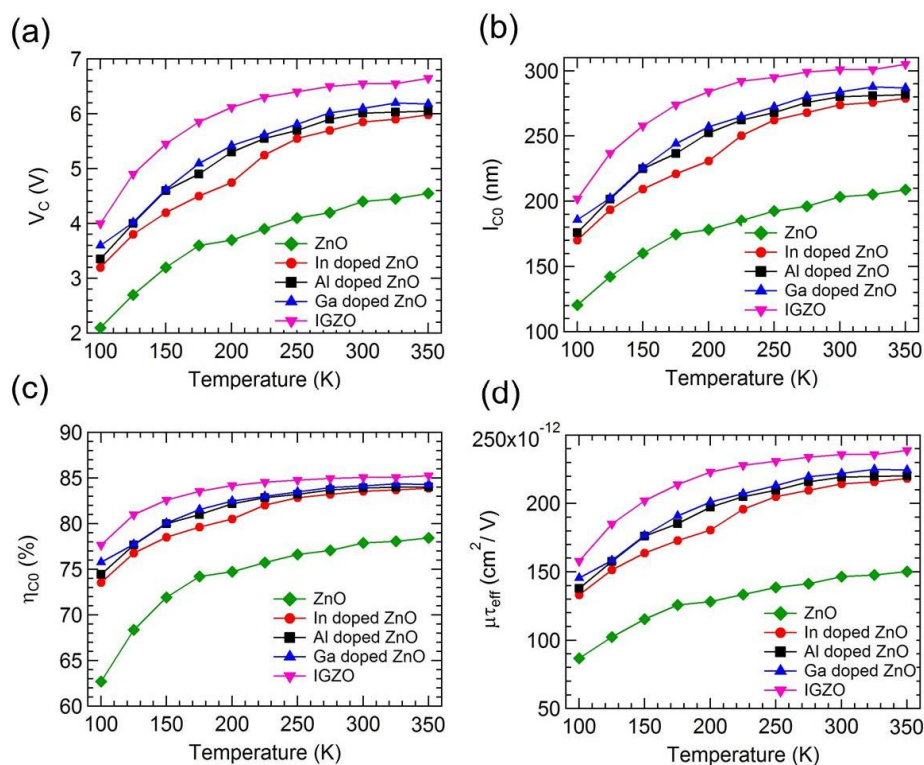 (a)
7
6
5
4
3
2
V_C (V)
ZnO
In doped ZnO
Al doped ZnO
Ga doped ZnO
IGZO
100 150 200 250 300 350
Temperature (K)
(b)
300
250
200
150
100
l_C0 (nm)
ZnO
In doped ZnO
Al doped ZnO
Ga doped ZnO
IGZO
100 150 200 250 300 350
Temperature (K)
(c)
90
85
80
75
70
65
60
η_C0 (%)
ZnO
In doped ZnO
Al doped ZnO
Ga doped ZnO
IGZO
100 150 200 250 300 350
Temperature (K)
(d)
250x10⁻¹²
200
150
100
50
μτ_eff (cm²/ V)
ZnO
In doped ZnO
Al doped ZnO
Ga doped ZnO
IGZO
100 150 200 250 300 350
Temperature (K)